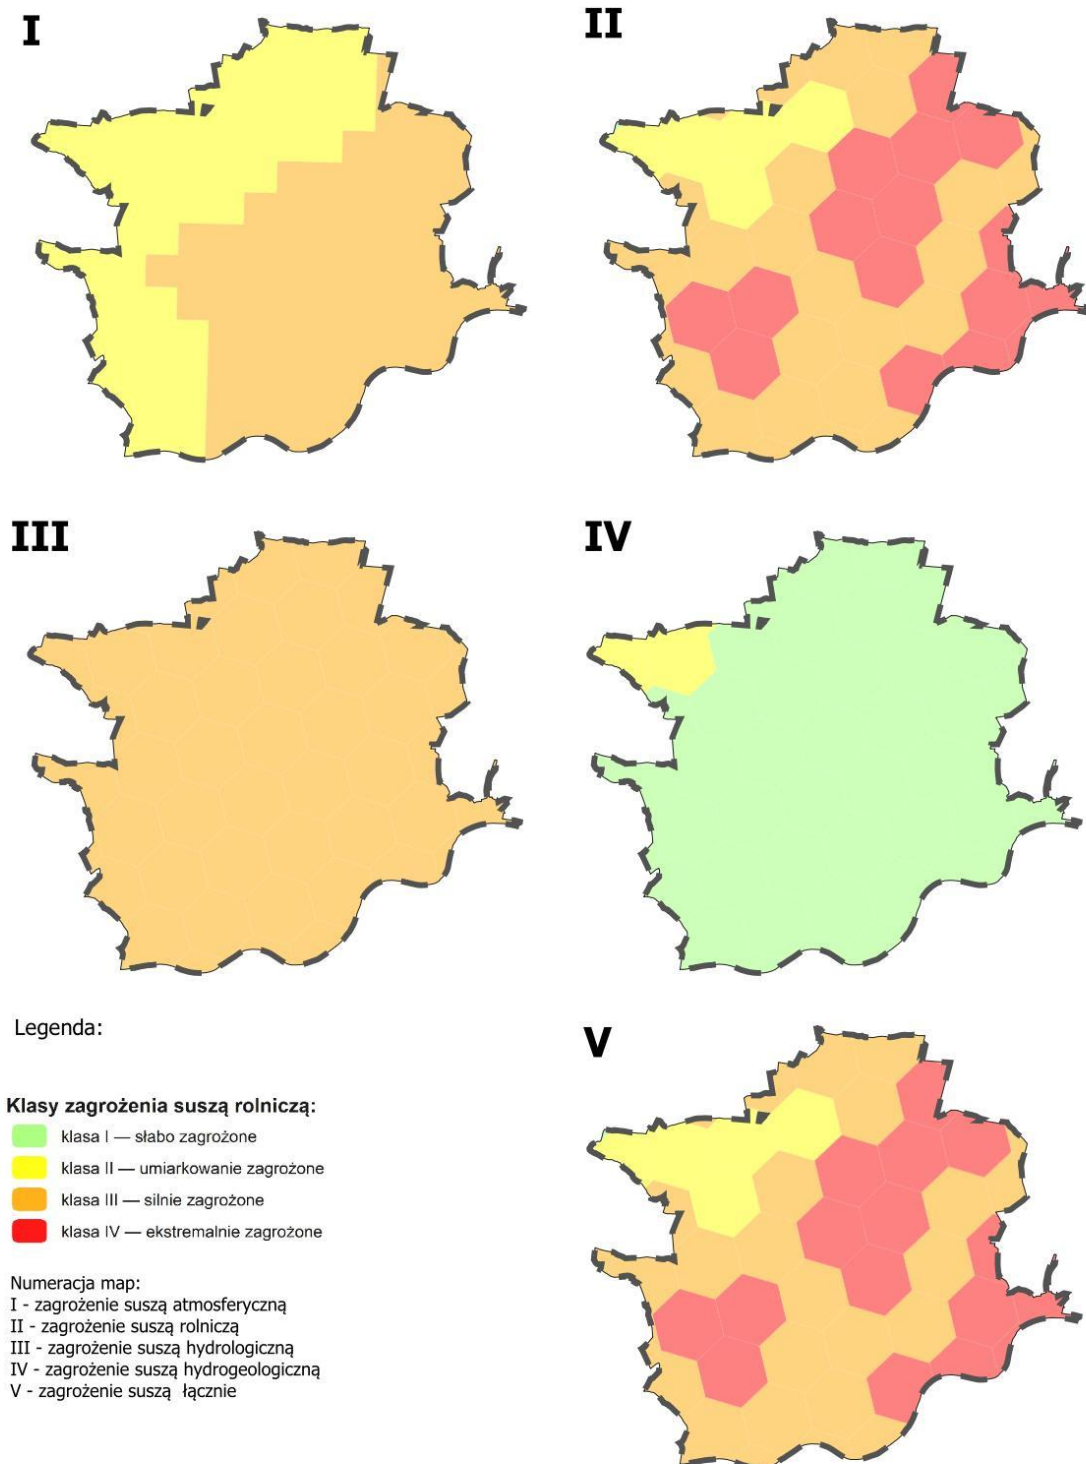 I
II
III
IV
V
Legenda:
Klasy zagrożenia suszą rolniczą:
klasa I — słabo zagrożone
klasa II — umiarkowanie zagrożone
klasa III — silnie zagrożone
klasa IV — ekstremalnie zagrożone
Numeracja map:
I - zagrożenie suszą atmosferyczną
II - zagrożenie suszą rolniczą
III - zagrożenie suszą hydrologiczną
IV - zagrożenie suszą hydrogeologiczną
V - zagrożenie suszą łącznie